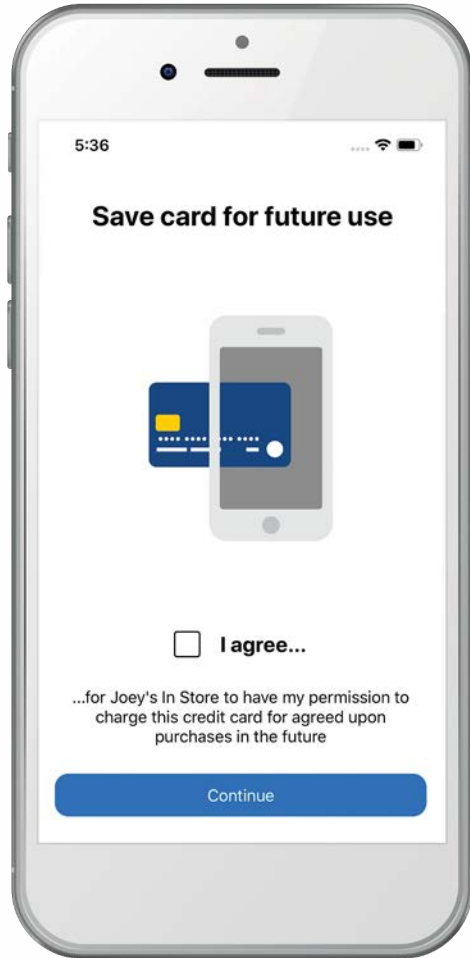 5:36
Save card for future use
I agree...
...for Joey's In Store to have my permission to
charge this credit card for agreed upon
purchases in the future
Continue